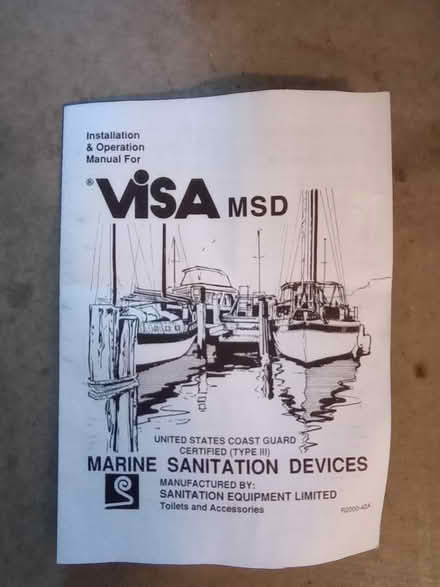 Installation
& Operation
Manual For
® ViSA MSD
UNITED STATES COAST GUARD
CERTIFIED (TYPE III)
MARINE SANITATION DEVICES
MANUFACTURED BY:
SANITATION EQUIPMENT LIMITED
Toilets and Accessories